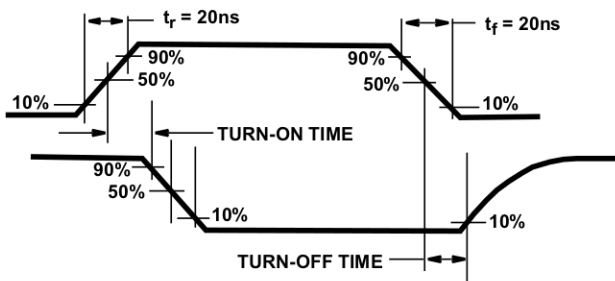 tr = 20ns
tf = 20ns
90%
50%
10%
90%
50%
10%
TURN-ON TIME
90%
50%
10%
10%
TURN-OFF TIME